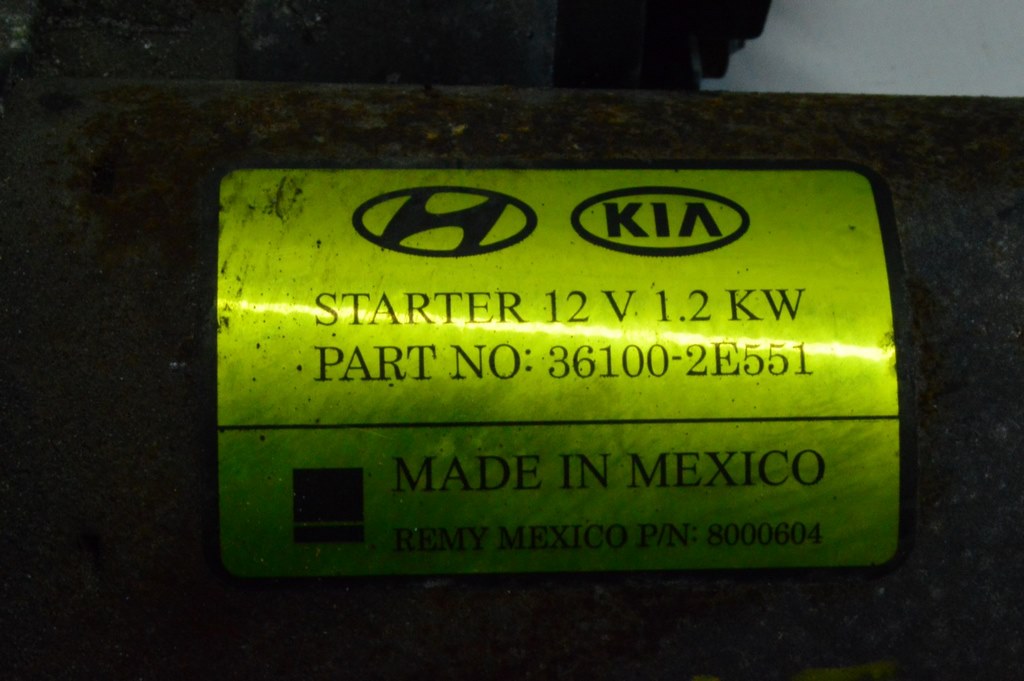 KIA
STARTER 12 V 1.2 KW
PART NO: 36100-2E551
MADE IN MEXICO
REMY MEXICO P/N: 8000604